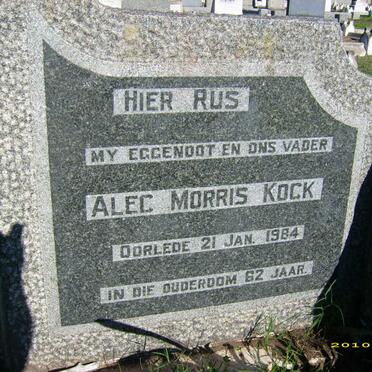 HIER RUS
MY EGGENOOT EN ONS VADER
ALEC MORRIS KOCK
OORLEDE 21 JAN. 1984
IN DIE OUDERDOM 62 JAAR.
2010